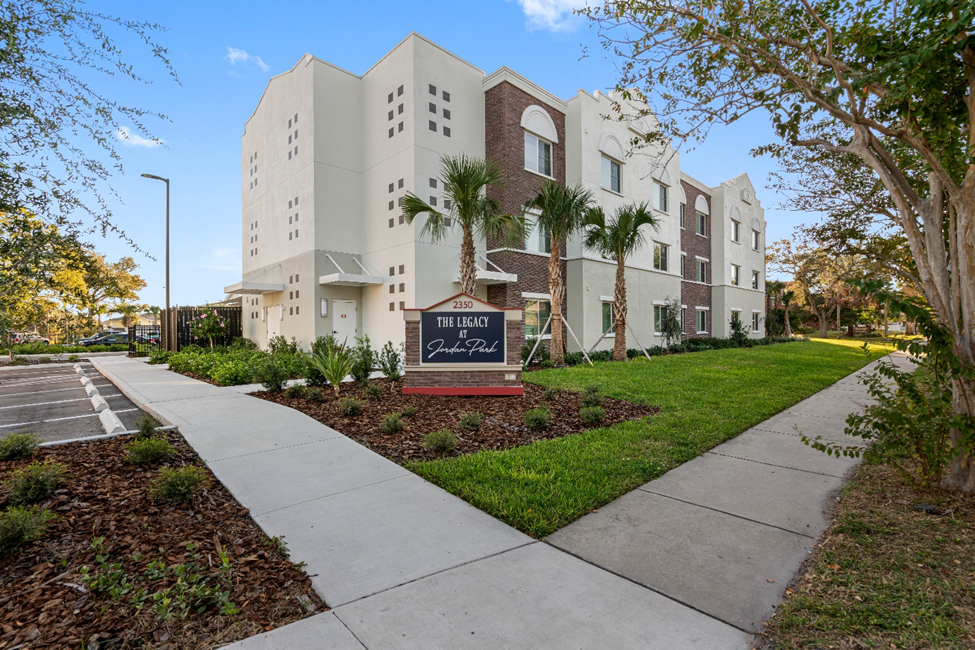 2350
THE LEGACY
AT
Jordan Park